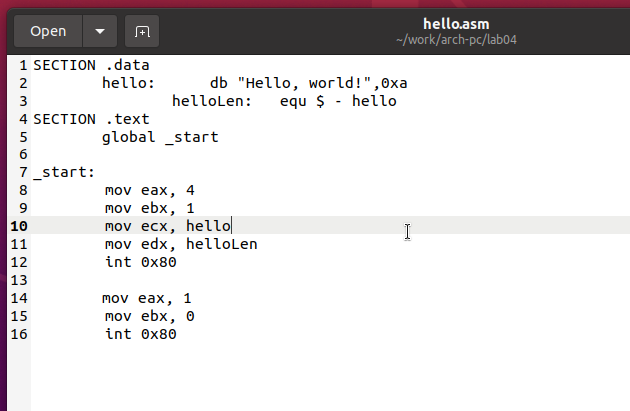 Open
hello.asm
~/work/arch-pc/lab04
1 SECTION .data
2 hello: db "Hello, world!",0xa
3 helloLen: equ $ - hello
4 SECTION .text
5 global _start
6
7 _start:
8 mov eax, 4
9 mov ebx, 1
10 mov ecx, hello
11 mov edx, helloLen
12 int 0x80
13
14 mov eax, 1
15 mov ebx, 0
16 int 0x80